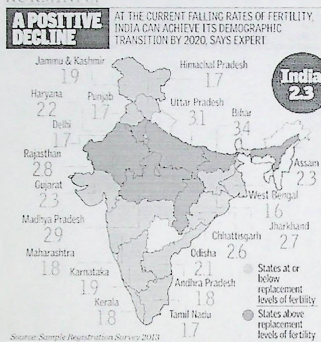 A POSITIVE
DECLINE
AT THE CURRENT FALLING RATES OF FERTILITY,
INDIA CAN ACHIEVE ITS DEMOGRAPHIC
TRANSITION BY 2020, SAYS EXPERT
Jammu & Kashmir
1.9
Himachal Pradesh
1.7
India
2.3
Haryana
2.2
Punjab
1.7
Uttar Pradesh
3.1
Bihar
3.4
Delhi
1.7
Rajasthan
2.8
Assam
2.3
Gujarat
2.3
West Bengal
1.6
Madhya Pradesh
2.9
Jharkhand
2.7
Chhattisgarh
2.6
Maharashtra
1.8
Odisha
2.1
Karnataka
1.9
Andhra Pradesh
1.8
Kerala
1.8
Tamil Nadu
1.7
States at or
below
replacement
levels of fertility
States above
replacement
levels of fertility
Source: Sample Registration Survey 2013